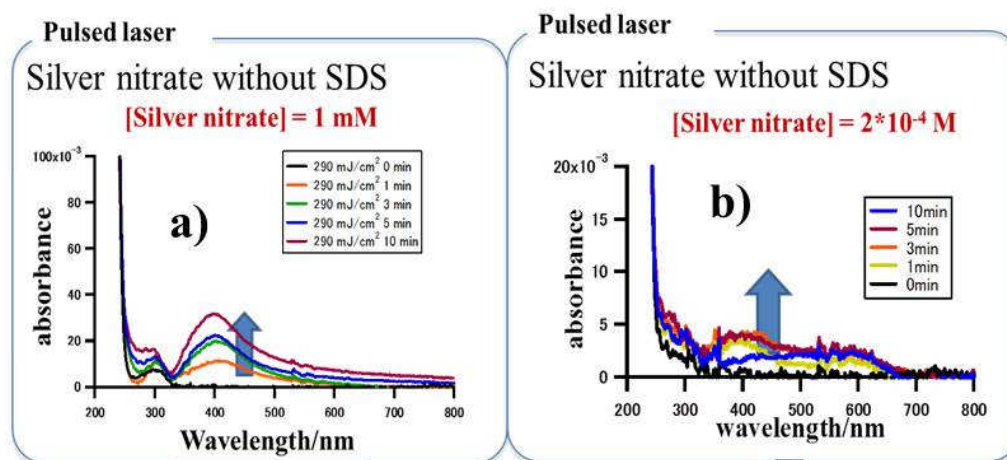 Pulsed laser
Silver nitrate without SDS
[Silver nitrate] = 1 mM
100x10⁻³
80
60
40
20
0
absorbance
a)
290 mJ/cm² 0 min
290 mJ/cm² 1 min
290 mJ/cm² 3 min
290 mJ/cm² 5 min
290 mJ/cm² 10 min
200 300 400 500 600 700 800
Wavelength/nm
Pulsed laser
Silver nitrate without SDS
[Silver nitrate] = 2*10⁻⁴ M
20x10⁻³
15
10
5
0
absorbance
b)
10min
5min
3min
1min
0min
200 300 400 500 600 700 800
wavelength/nm